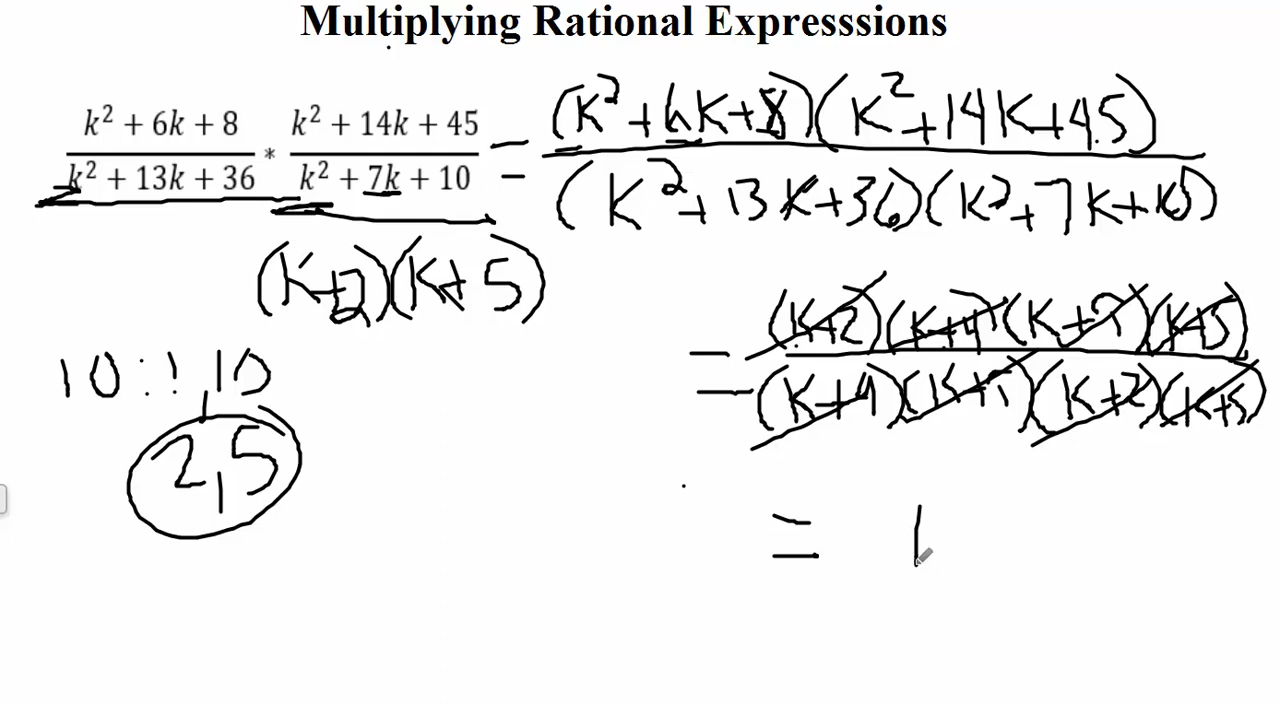 Multiplying Rational Expresssions
k² + 6k + 8 / k² + 13k + 36 * k² + 14k + 45 / k² + 7k + 10 = (k²+6k+8)(k²+14k+45) / (k²+13k+36)(k²+7k+10)
(k+2)(k+5)
= (k+2)(k+4)(k+)(k+5) / (k+4)(k+)(k+2)(k+5)
10: 1,10
2,5
= 1